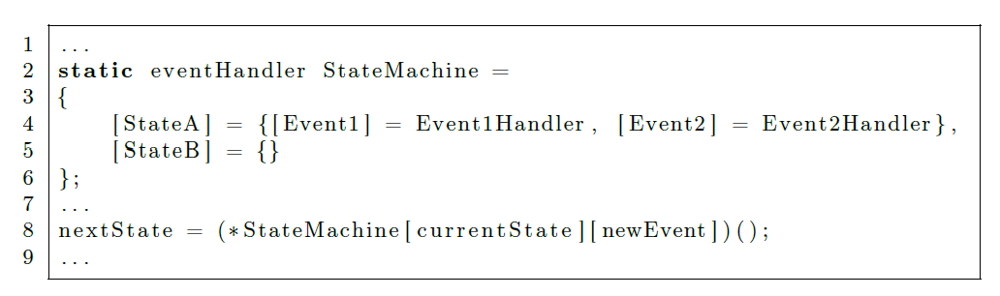 1 ...
2 static eventHandler StateMachine =
3 {
4     [StateA] = {[Event1] = Event1Handler, [Event2] = Event2Handler},
5     [StateB] = {}
6 };
7 ...
8 nextState = (*StateMachine[currentState][newEvent])();
9 ...